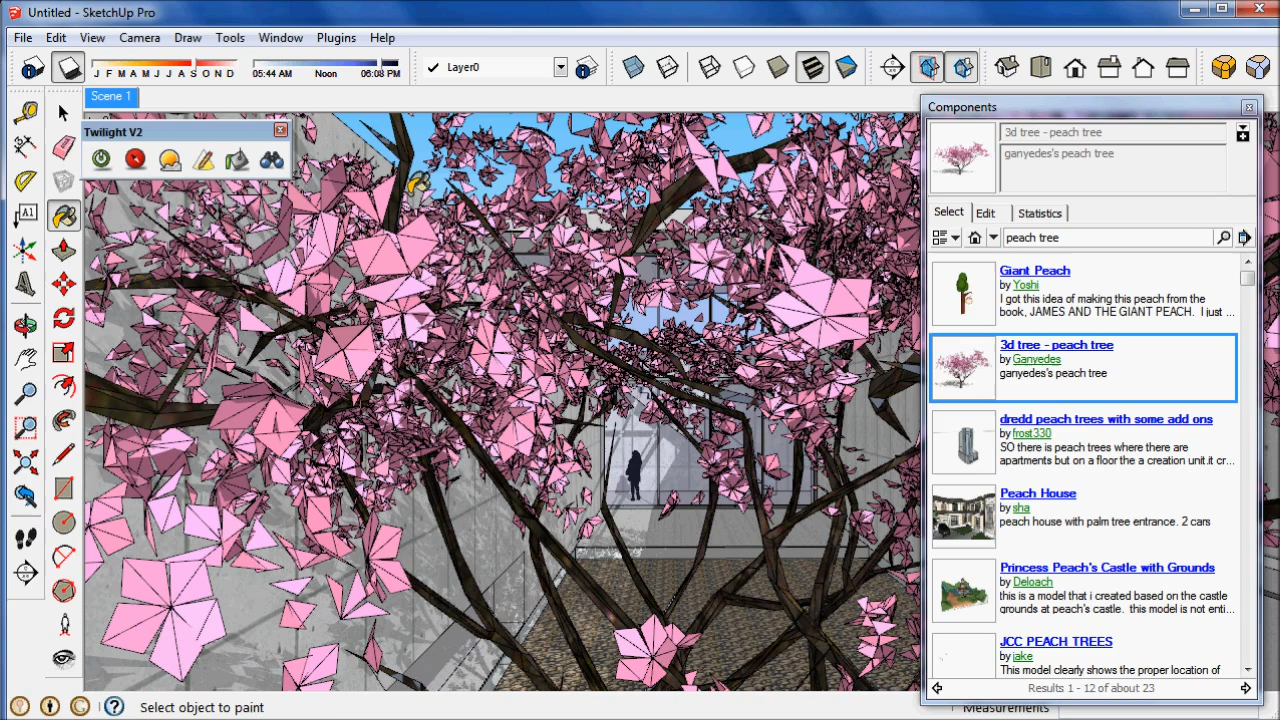 Untitled - SketchUp Pro
File Edit View Camera Draw Tools Window Plugins Help
J F M A M J J A S O N D
05:44 AM Noon 06:08 PM
Layer0
Scene 1
Twilight V2
A1
Components
3d tree - peach tree
ganyedes's peach tree
Select Edit Statistics
peach tree
Giant Peach
by Yoshi
I got this idea of making this peach from the
book, JAMES AND THE GIANT PEACH. I just ...
3d tree - peach tree
by Ganyedes
ganyedes's peach tree
dredd peach trees with some add ons
by frost330
SO there is peach trees where there are
apartments but on a floor the a creation unit.it cr...
Peach House
by sha
peach house with palm tree entrance. 2 cars
Princess Peach's Castle with Grounds
by Deloach
this is a model that i created based on the castle
grounds at peach's castle. this model is not enti...
JCC PEACH TREES
by jake
This model clearly shows the proper location of
Results 1 - 12 of about 23
Select object to paint
Measurements